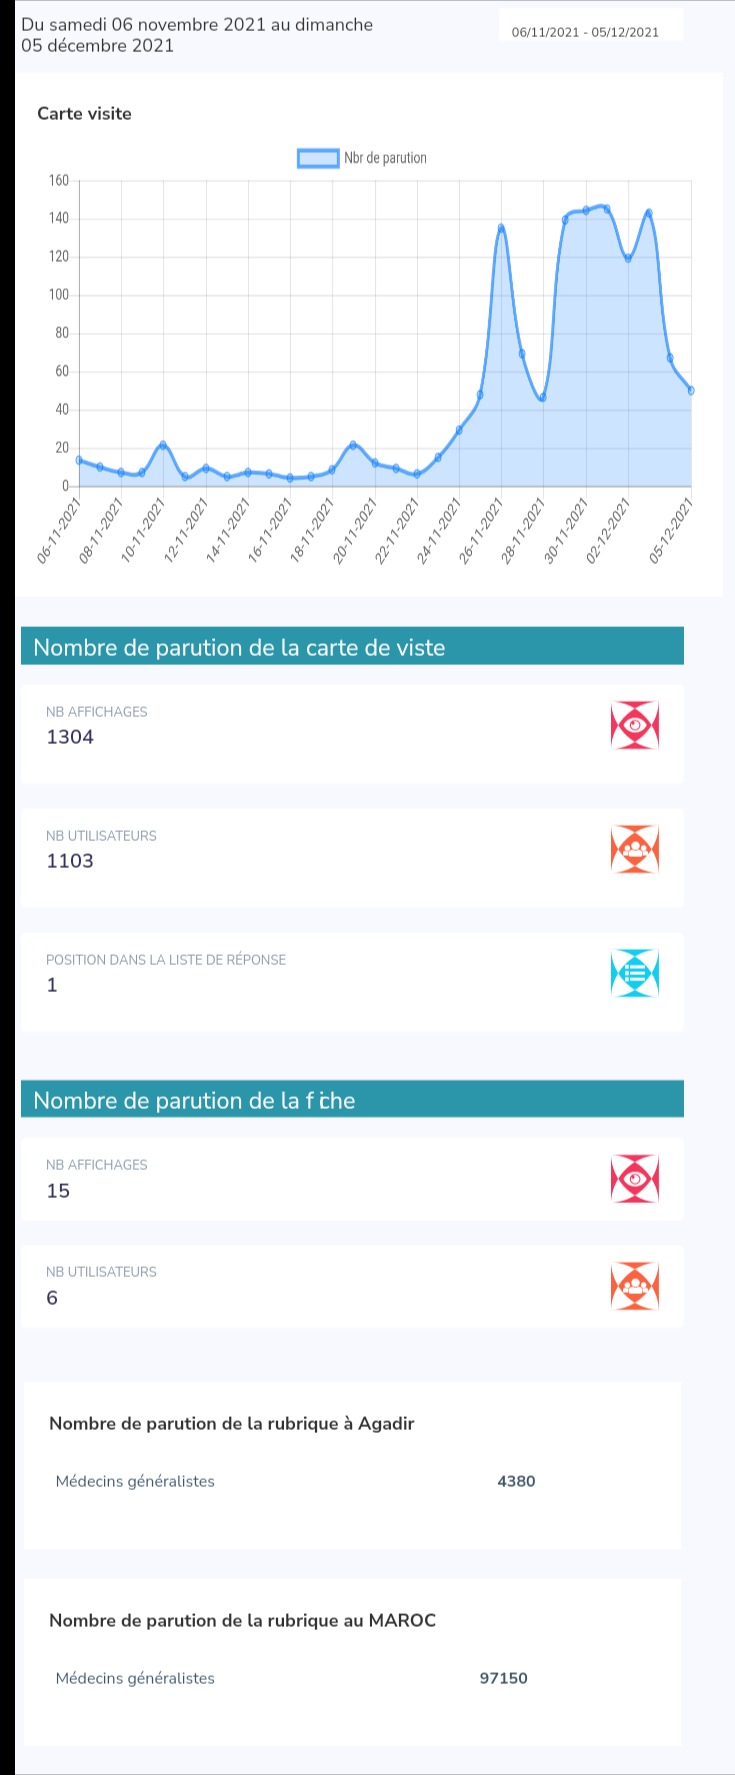 Du samedi 06 novembre 2021 au dimanche
05 décembre 2021
06/11/2021 - 05/12/2021
Carte visite
Nbr de parution
160
140
120
100
80
60
40
20
0
06-11-2021
08-11-2021
10-11-2021
12-11-2021
14-11-2021
16-11-2021
18-11-2021
20-11-2021
22-11-2021
24-11-2021
26-11-2021
28-11-2021
30-11-2021
02-12-2021
05-12-2021
Nombre de parution de la carte de viste
NB AFFICHAGES
1304
NB UTILISATEURS
1103
POSITION DANS LA LISTE DE RÉPONSE
1
Nombre de parution de la fiche
NB AFFICHAGES
15
NB UTILISATEURS
6
Nombre de parution de la rubrique à Agadir
Médecins généralistes 4380
Nombre de parution de la rubrique au MAROC
Médecins généralistes 97150